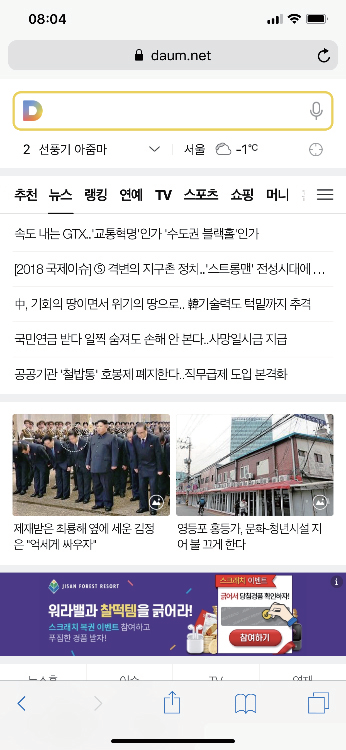 08:04
daum.net
D
2 선풍기 아줌마
서울 -1℃
추천 뉴스 랭킹 연예 TV 스포츠 쇼핑 머니
속도 내는 GTX..'교통혁명'인가 '수도권 블랙홀'인가
[2018 국제이슈] ⑤ 격변의 지구촌 정치..'스트롱맨' 전성시대에 ...
中, 기회의 땅이면서 위기의 땅으로.. 韓기술력도 턱밑까지 추격
국민연금 받다 일찍 숨져도 손해 안 본다..사망일시금 지급
공공기관 '철밥통' 호봉제 폐지한다..직무급제 도입 본격화
제재받은 최룡해 옆에 세운 김정
은 "억세게 싸우자"
영등포 홍등가, 문화·청년시설 지
어 불 끄게 한다
JISAN FOREST RESORT
워라밸과 찰떡템을 긁어라!
스크래치 복권 이벤트 참여하고
푸짐한 경품 받자!
스크래치 이벤트
긁어서 당첨경품 확인하자!
참여하기
이슈 TV 연재